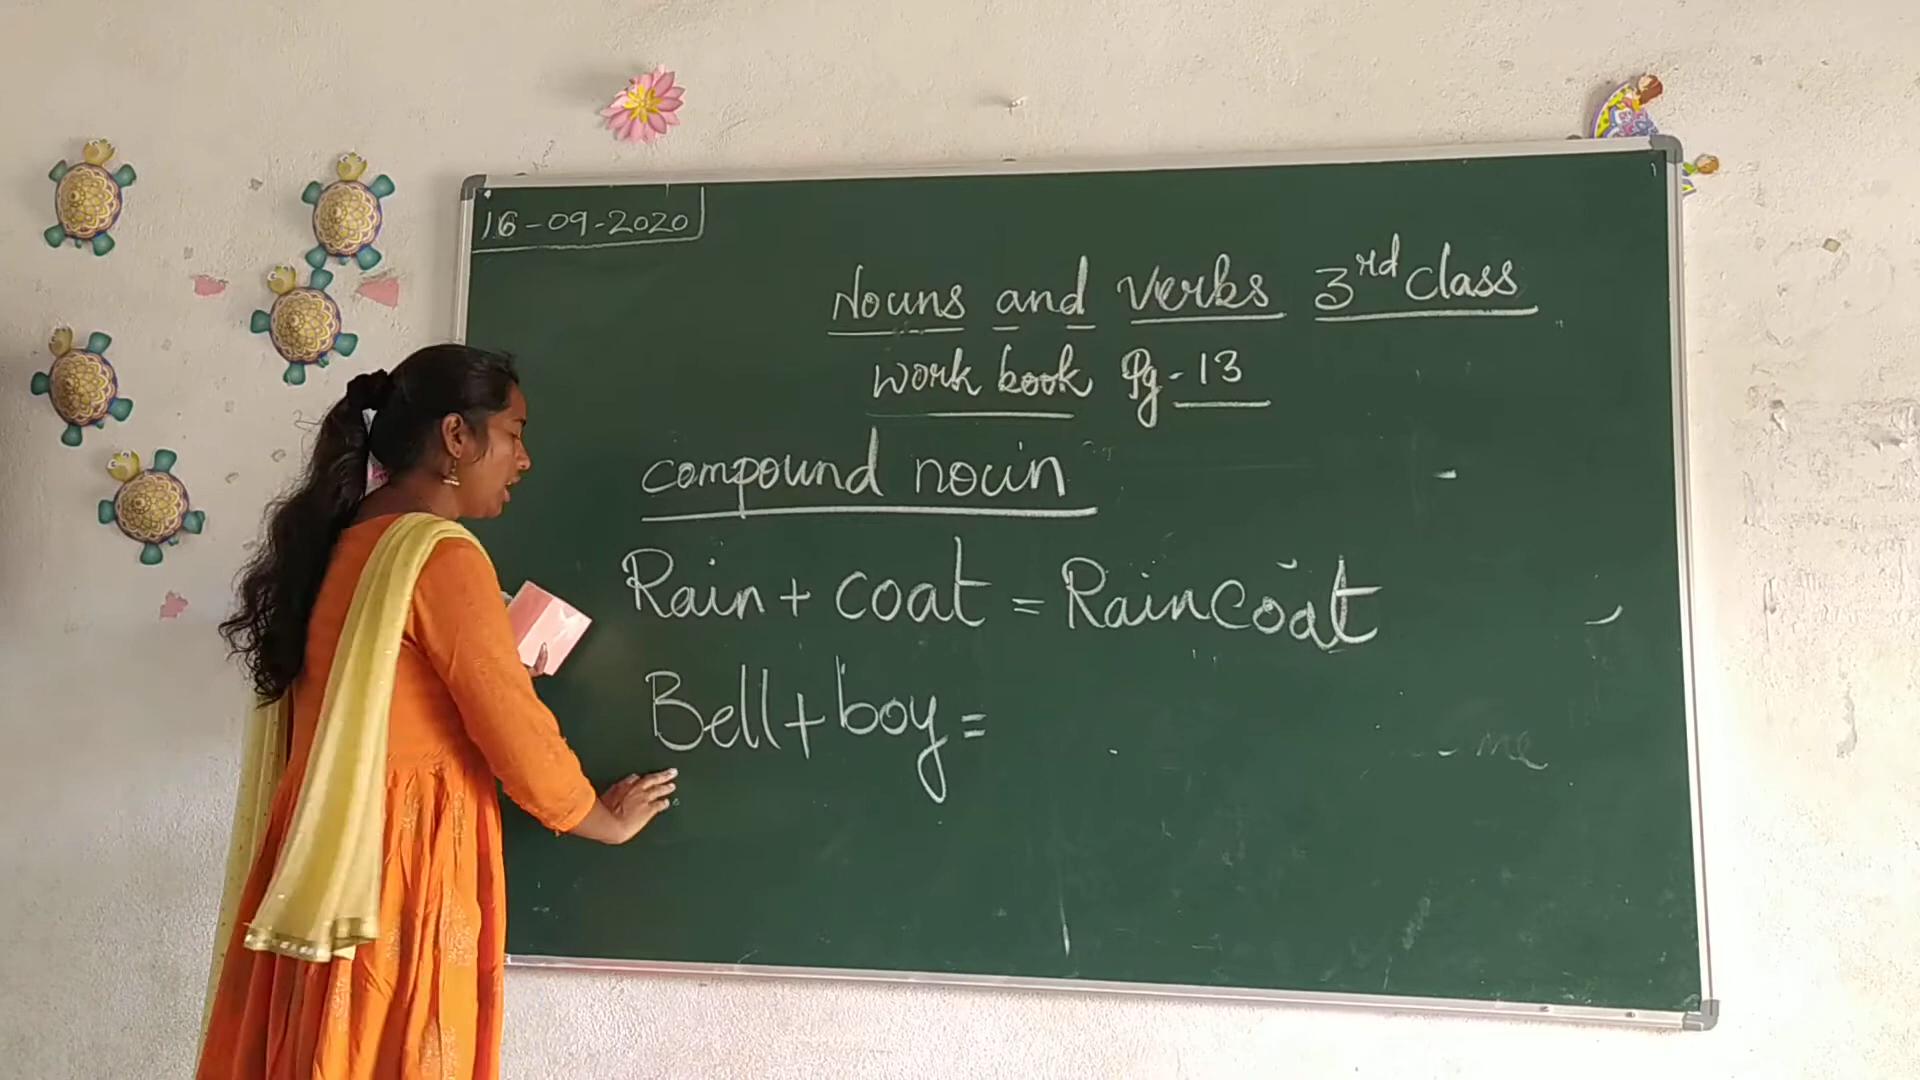 16-09-2020
Nouns and Verbs 3rd class
Work book Pg-13
compound noun
Rain + coat = Raincoat
Bell + boy =
me